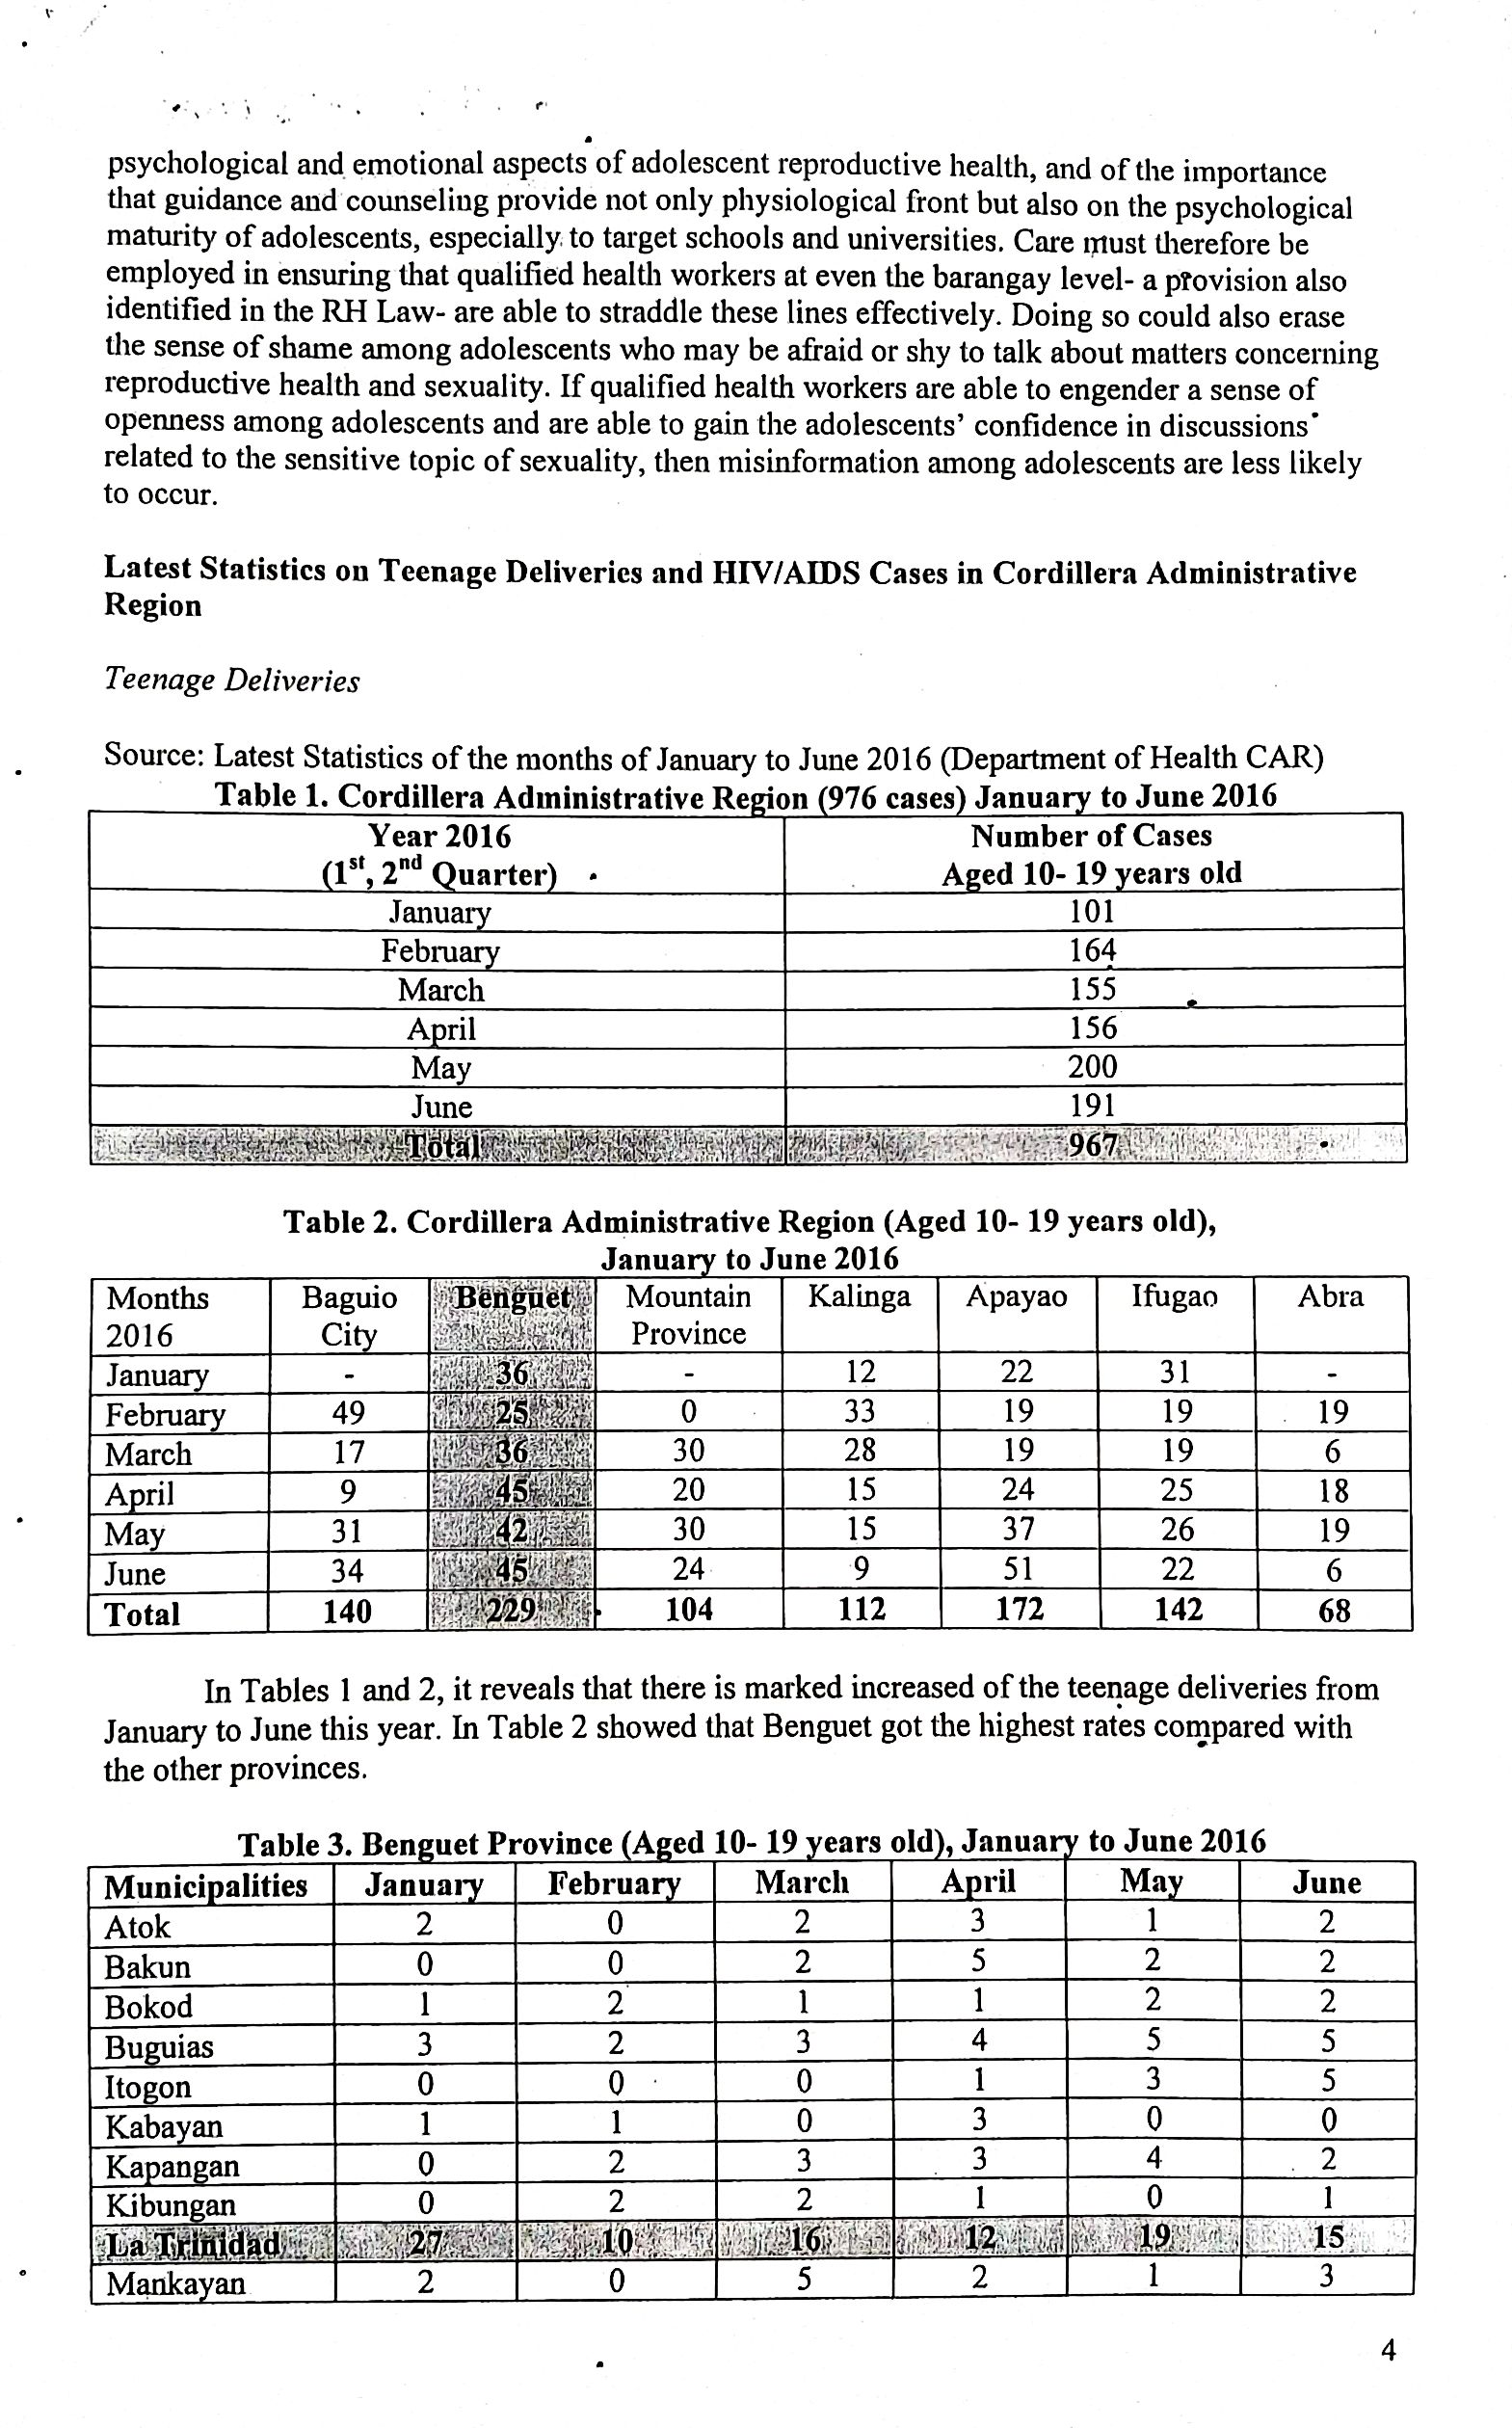 psychological and emotional aspects of adolescent reproductive health, and of the importance
that guidance and counseling provide not only physiological front but also on the psychological
maturity of adolescents, especially to target schools and universities. Care must therefore be
employed in ensuring that qualified health workers at even the barangay level- a provision also
identified in the RH Law- are able to straddle these lines effectively. Doing so could also erase
the sense of shame among adolescents who may be afraid or shy to talk about matters concerning
reproductive health and sexuality. If qualified health workers are able to engender a sense of
openness among adolescents and are able to gain the adolescents’ confidence in discussions
related to the sensitive topic of sexuality, then misinformation among adolescents are less likely
to occur.
Latest Statistics on Teenage Deliveries and HIV/AIDS Cases in Cordillera Administrative
Region
Teenage Deliveries
Source: Latest Statistics of the months of January to June 2016 (Department of Health CAR)
Table 1. Cordillera Administrative Region (976 cases) January to June 2016
Year 2016 Number of Cases
(1st, 2nd Quarter) Aged 10- 19 years old
January 101
February 164
March 155
April 156
May 200
June 191
Total 967
Table 2. Cordillera Administrative Region (Aged 10- 19 years old),
January to June 2016
Months Baguio Benguet Mountain Kalinga Apayao Ifugao Abra
2016 City Province
January - 36 - 12 22 31 -
February 49 25 0 33 19 19 19
March 17 36 30 28 19 19 6
April 9 45 20 15 24 25 18
May 31 42 30 15 37 26 19
June 34 45 24 9 51 22 6
Total 140 229 104 112 172 142 68
In Tables 1 and 2, it reveals that there is marked increased of the teenage deliveries from
January to June this year. In Table 2 showed that Benguet got the highest rates compared with
the other provinces.
Table 3. Benguet Province (Aged 10- 19 years old), January to June 2016
Municipalities January February March April May June
Atok 2 0 2 3 1 2
Bakun 0 0 2 5 2 2
Bokod 1 2 1 1 2 2
Buguias 3 2 3 4 5 5
Itogon 0 0 0 1 3 5
Kabayan 1 1 0 3 0 0
Kapangan 0 2 3 3 4 2
Kibungan 0 2 2 1 0 1
La Trinidad 27 10 16 12 19 15
Mankayan 2 0 5 2 1 3
4